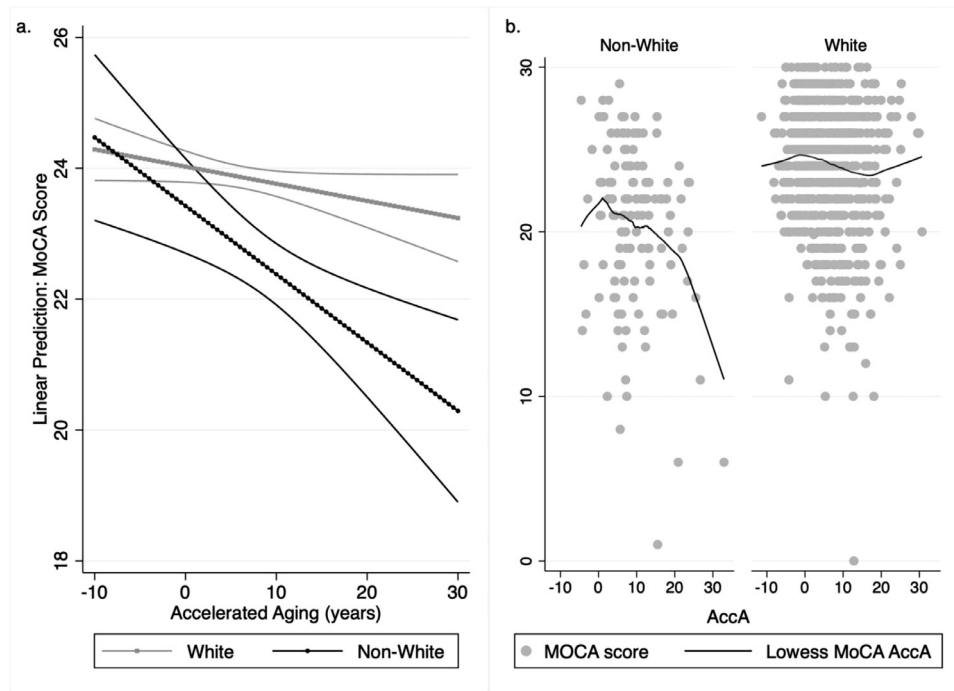 a.
26
24
22
20
18
Linear Prediction: MoCA Score
-10 0 10 20 30
Accelerated Aging (years)
White Non-White
b.
Non-White White
30
20
10
0
-10 0 10 20 30 -10 0 10 20 30
AccA
MOCA score Lowess MoCA AccA